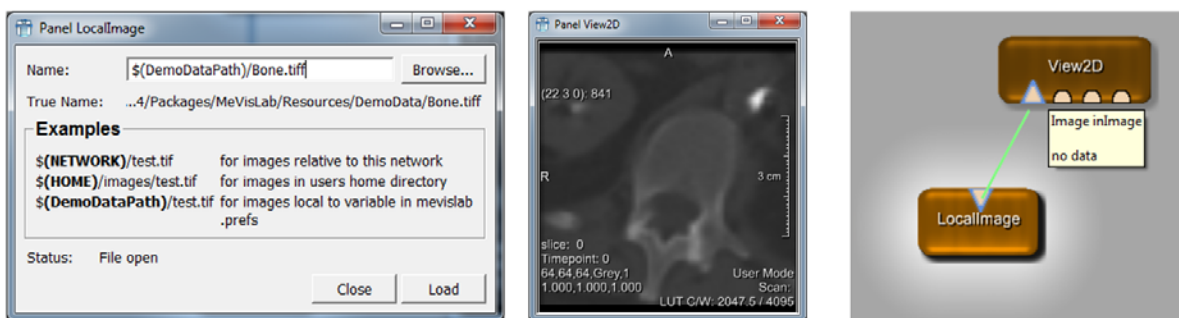 Panel LocalImage
Name:
$(DemoDataPath)/Bone.tiff
Browse...
True Name:
...4/Packages/MeVisLab/Resources/DemoData/Bone.tiff
Examples
$(NETWORK)/test.tif for images relative to this network
$(HOME)/images/test.tif for images in users home directory
$(DemoDataPath)/test.tif for images local to variable in mevislab
.prefs
Status: File open
Close
Load
Panel View2D
A
(22 3 0): 841
R
3 cm
slice: 0
Timepoint: 0
64,64,64,Grey,1
User Mode
1.000,1.000,1.000
Scan:
LUT C/W: 2047.5 / 4095
View2D
Image inImage
no data
LocalImage